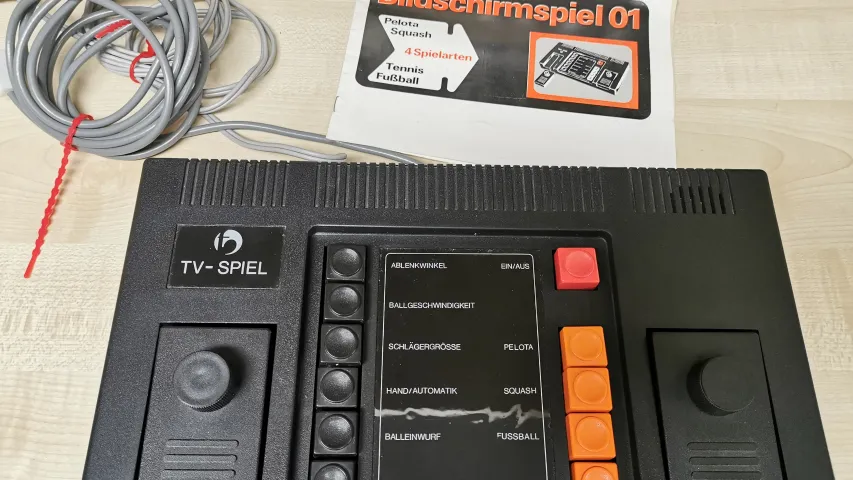 Bildschirmspiel 01
Pelota
Squash
4 Spielarten
Tennis
Fußball
TV-SPIEL
ABLENKWINKEL EIN/AUS
BALLGESCHWINDIGKEIT
SCHLÄGERGRÖSSE PELOTA
HAND/AUTOMATIK SQUASH
BALLEINWURF FUSSBALL